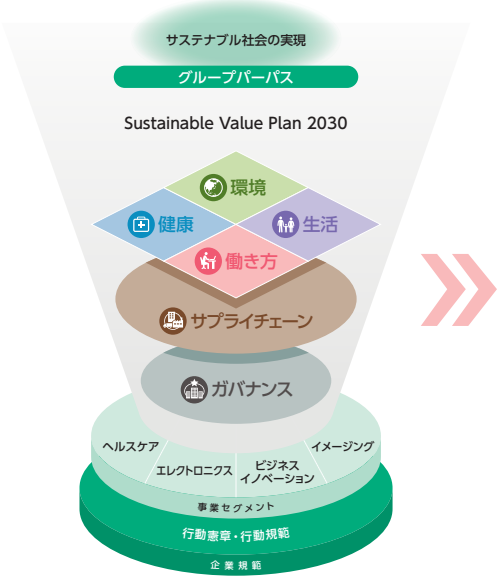 サステナブル社会の実現
グループパーパス
Sustainable Value Plan 2030
環境
健康
生活
働き方
サプライチェーン
ガバナンス
ヘルスケア
エレクトロニクス
ビジネス
イノベーション
イメージング
事業セグメント
行動憲章・行動規範
企業規範